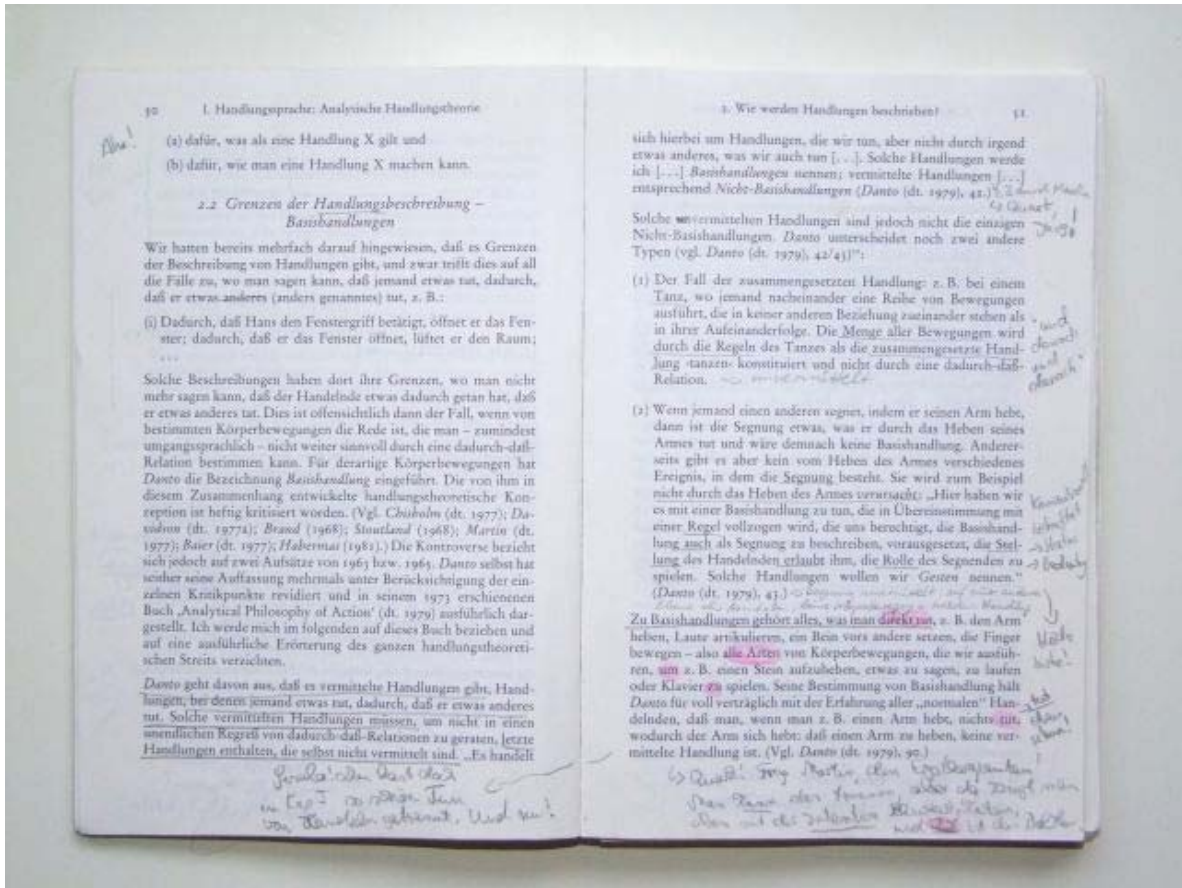 50 I. Handlungssprache: Analytische Handlungstheorie
(a) dafür, was als eine Handlung X gilt und
(b) dafür, wie man eine Handlung X machen kann.
2.2 Grenzen der Handlungsbeschreibung –
Basishandlungen
Wir hatten bereits mehrfach darauf hingewiesen, daß es Grenzen
der Beschreibung von Handlungen gibt, und zwar trifft dies auf all
die Fälle zu, wo man sagen kann, daß jemand etwas tut, dadurch,
daß er etwas anderes (anders genanntes) tut, z. B.:
(i) Dadurch, daß Hans den Fenstergriff betätigt, öffnet er das Fen-
ster; dadurch, daß er das Fenster öffnet, lüftet er den Raum;
...
Solche Beschreibungen haben dort ihre Grenzen, wo man nicht
mehr sagen kann, daß der Handelnde etwas dadurch getan hat, daß
er etwas anderes tat. Dies ist offensichtlich dann der Fall, wenn von
bestimmten Körperbewegungen die Rede ist, die man – zumindest
umgangssprachlich – nicht weiter sinnvoll durch eine dadurch-daß-
Relation bestimmen kann. Für derartige Körperbewegungen hat
Danto die Bezeichnung Basishandlung eingeführt. Die von ihm in
diesem Zusammenhang entwickelte handlungstheoretische Kon-
zeption ist heftig kritisiert worden. (Vgl. Chisholm (dt. 1977); Da-
vidson (dt. 1977a); Brand (1968); Stoutland (1968); Martin (dt.
1977); Baier (dt. 1977); Habermas (1981).) Die Kontroverse bezieht
sich jedoch auf zwei Aufsätze von 1963 bzw. 1965. Danto selbst hat
seither seine Auffassung mehrmals unter Berücksichtigung der ein-
zelnen Kritikpunkte revidiert und in seinem 1973 erschienenen
Buch ‚Analytical Philosophy of Action‘ (dt. 1979) ausführlich dar-
gestellt. Ich werde mich im folgenden auf dieses Buch beziehen und
auf eine ausführliche Erörterung des ganzen handlungstheoreti-
schen Streits verzichten.
Danto geht davon aus, daß es vermittelte Handlungen gibt, Hand-
lungen, bei denen jemand etwas tut, dadurch, daß er etwas anderes
tut. Solche vermittelten Handlungen müssen, um nicht in einen
unendlichen Regreß von dadurch-daß-Relationen zu geraten, letzte
Handlungen enthalten, die selbst nicht vermittelt sind. „Es handelt
2. Wie werden Handlungen beschrieben? 51
sich hierbei um Handlungen, die wir tun, aber nicht durch irgend
etwas anderes, was wir auch tun [. . .]. Solche Handlungen werde
ich [. . .] Basishandlungen nennen; vermittelte Handlungen [. . .]
entsprechend Nicht-Basishandlungen (Danto (dt. 1979), 42.)
Solche vermittelten Handlungen sind jedoch nicht die einzigen
Nicht-Basishandlungen. Danto unterscheidet noch zwei andere
Typen (vgl. Danto (dt. 1979), 42/43)“:
(1) Der Fall der zusammengesetzten Handlung: z. B. bei einem
Tanz, wo jemand nacheinander eine Reihe von Bewegungen
ausführt, die in keiner anderen Beziehung zueinander stehen als
in ihrer Aufeinanderfolge. Die Menge aller Bewegungen wird
durch die Regeln des Tanzes als die zusammengesetzte Hand-
lung ›tanzen‹ konstituiert und nicht durch eine dadurch-daß-
Relation.
(2) Wenn jemand einen anderen segnet, indem er seinen Arm hebt,
dann ist die Segnung etwas, was er durch das Heben seines
Armes tut und wäre demnach keine Basishandlung. Anderer-
seits gibt es aber kein vom Heben des Armes verschiedenes
Ereignis, in dem die Segnung besteht. Sie wird zum Beispiel
nicht durch das Heben des Armes verursacht: „Hier haben wir
es mit einer Basishandlung zu tun, die in Übereinstimmung mit
einer Regel vollzogen wird, die uns berechtigt, die Basishand-
lung auch als Segnung zu beschreiben, vorausgesetzt, die Stel-
lung des Handelnden erlaubt ihm, die Rolle des Segnenden zu
spielen. Solche Handlungen wollen wir Gesten nennen.“
(Danto (dt. 1979), 43.)
Zu Basishandlungen gehört alles, was man direkt tun, z. B. den Arm
heben, Laute artikulieren, ein Bein vors andere setzen, die Finger
bewegen – also alle Arten von Körperbewegungen, die wir ausfüh-
ren, um z. B. einen Stein aufzuheben, etwas zu sagen, zu laufen
oder Klavier zu spielen. Seine Bestimmung von Basishandlung hält
Danto für voll verträglich mit der Erfahrung aller „normalen“ Han-
delnden, daß man, wenn man z. B. einen Arm hebt, nichts tut,
wodurch der Arm sich hebt: daß einen Arm zu heben, keine ver-
mittelte Handlung ist. (Vgl. Danto (dt. 1979), 90.)